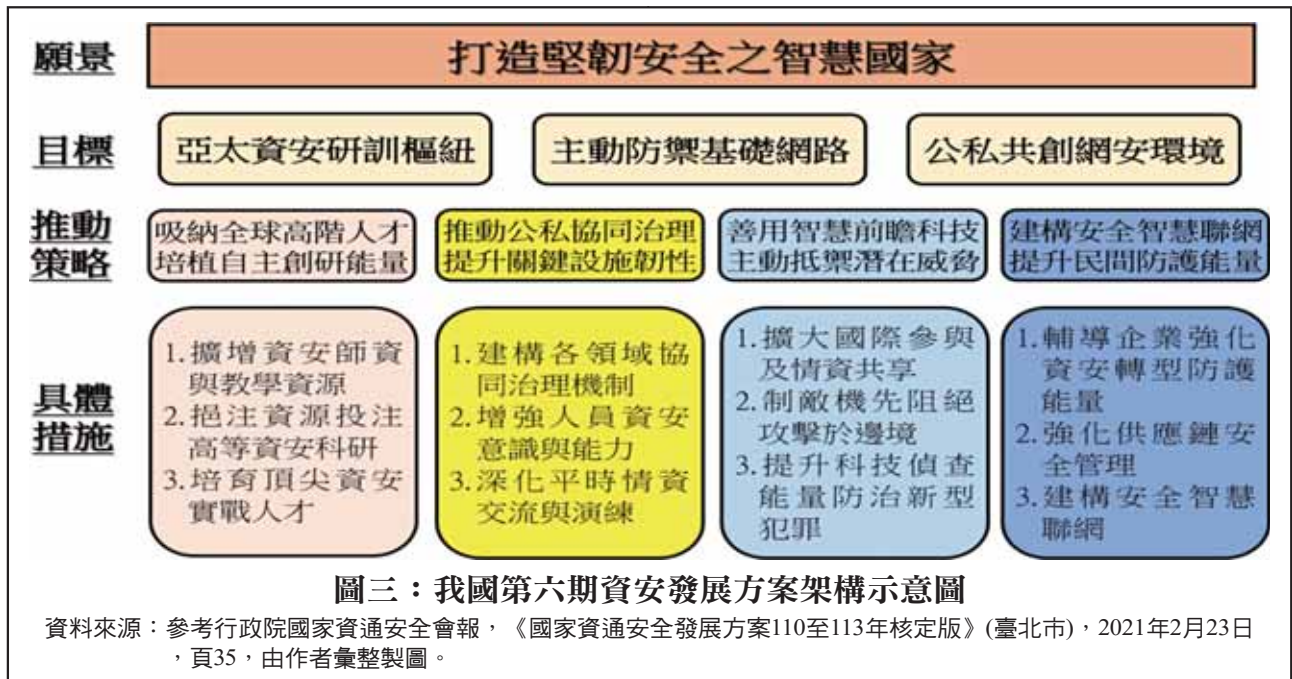 願景
打造堅韌安全之智慧國家
目標
亞太資安研訓樞紐
主動防禦基礎網路
公私共創網安環境
推動
策略
吸納全球高階人才
培植自主創研能量
推動公私協同治理
提升關鍵設施韌性
善用智慧前瞻科技
主動抵禦潛在威脅
建構安全智慧聯網
提升民間防護能量
具體
措施
1.擴增資安師資
與教學資源
2.挹注資源投注
高等資安科研
3.培育頂尖資安
實戰人才
1.建構各領域協
同治理機制
2.增強人員資安
意識與能力
3.深化平時情資
交流與演練
1.擴大國際參與
及情資共享
2.制敵機先阻絕
攻擊於邊境
3.提升科技偵查
能量防治新型
犯罪
1.輔導企業強化
資安轉型防護
能量
2.強化供應鏈安
全管理
3.建構安全智慧
聯網
圖三：我國第六期資安發展方案架構示意圖
資料來源：參考行政院國家資通安全會報，《國家資通安全發展方案110至113年核定版》(臺北市)，2021年2月23日
，頁35，由作者彙整製圖。